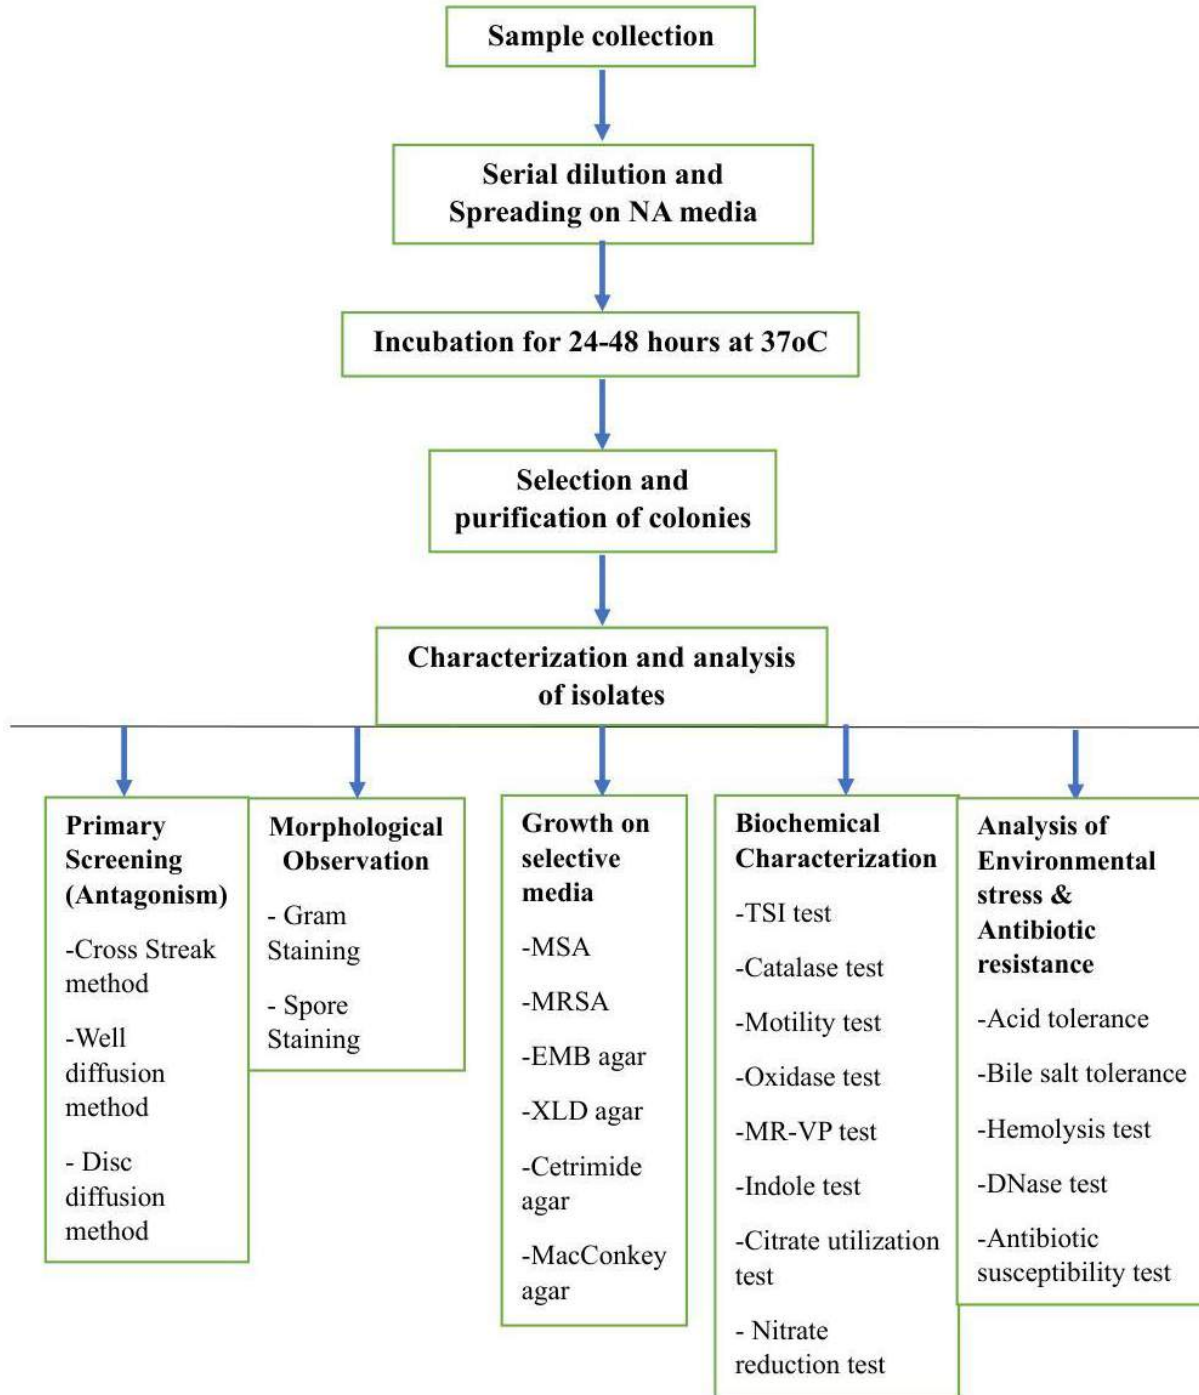 Sample collection
Serial dilution and
Spreading on NA media
Incubation for 24-48 hours at 37oC
Selection and
purification of colonies
Characterization and analysis
of isolates
Primary
Screening
(Antagonism)
-Cross Streak
method
-Well
diffusion
method
- Disc
diffusion
method
Morphological
Observation
- Gram
Staining
- Spore
Staining
Growth on
selective
media
-MSA
-MRSA
-EMB agar
-XLD agar
-Cetrimide
agar
-MacConkey
agar
Biochemical
Characterization
-TSI test
-Catalase test
-Motility test
-Oxidase test
-MR-VP test
-Indole test
-Citrate utilization
test
- Nitrate
reduction test
Analysis of
Environmental
stress &
Antibiotic
resistance
-Acid tolerance
-Bile salt tolerance
-Hemolysis test
-DNase test
-Antibiotic
susceptibility test